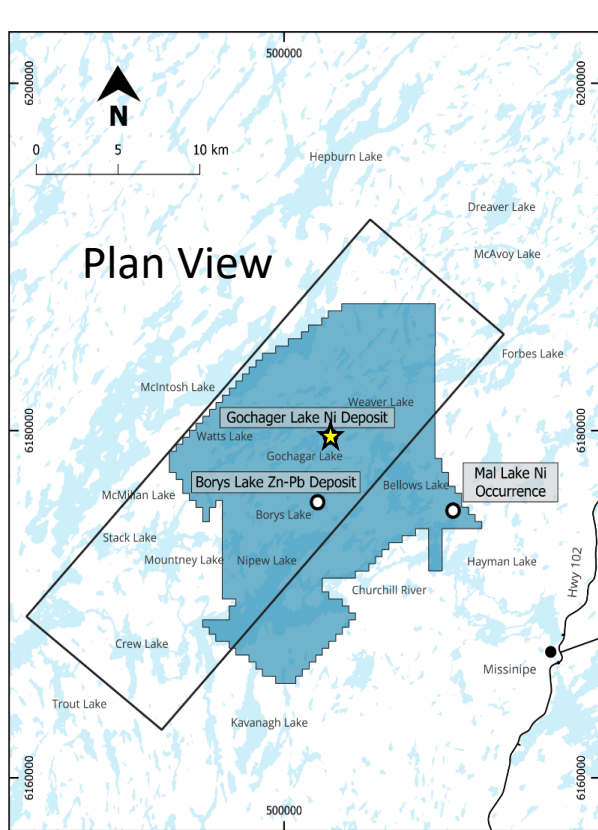 500000
6200000
6200000
N
0 5 10 km
Hepburn Lake
Dreaver Lake
Plan View
McAvoy Lake
Forbes Lake
McIntosh Lake
Weaver Lake
Gochager Lake Ni Deposit
6180000
6180000
Watts Lake
Gochagar Lake
Borys Lake Zn-Pb Deposit
Bellows Lake
Mal Lake Ni
Occurrence
McMillan Lake
Borys Lake
Stack Lake
Mountney Lake
Nipew Lake
Hayman Lake
Hwy 102
Churchill River
Crew Lake
Missinipe
Trout Lake
Kavanagh Lake
6160000
6160000
500000